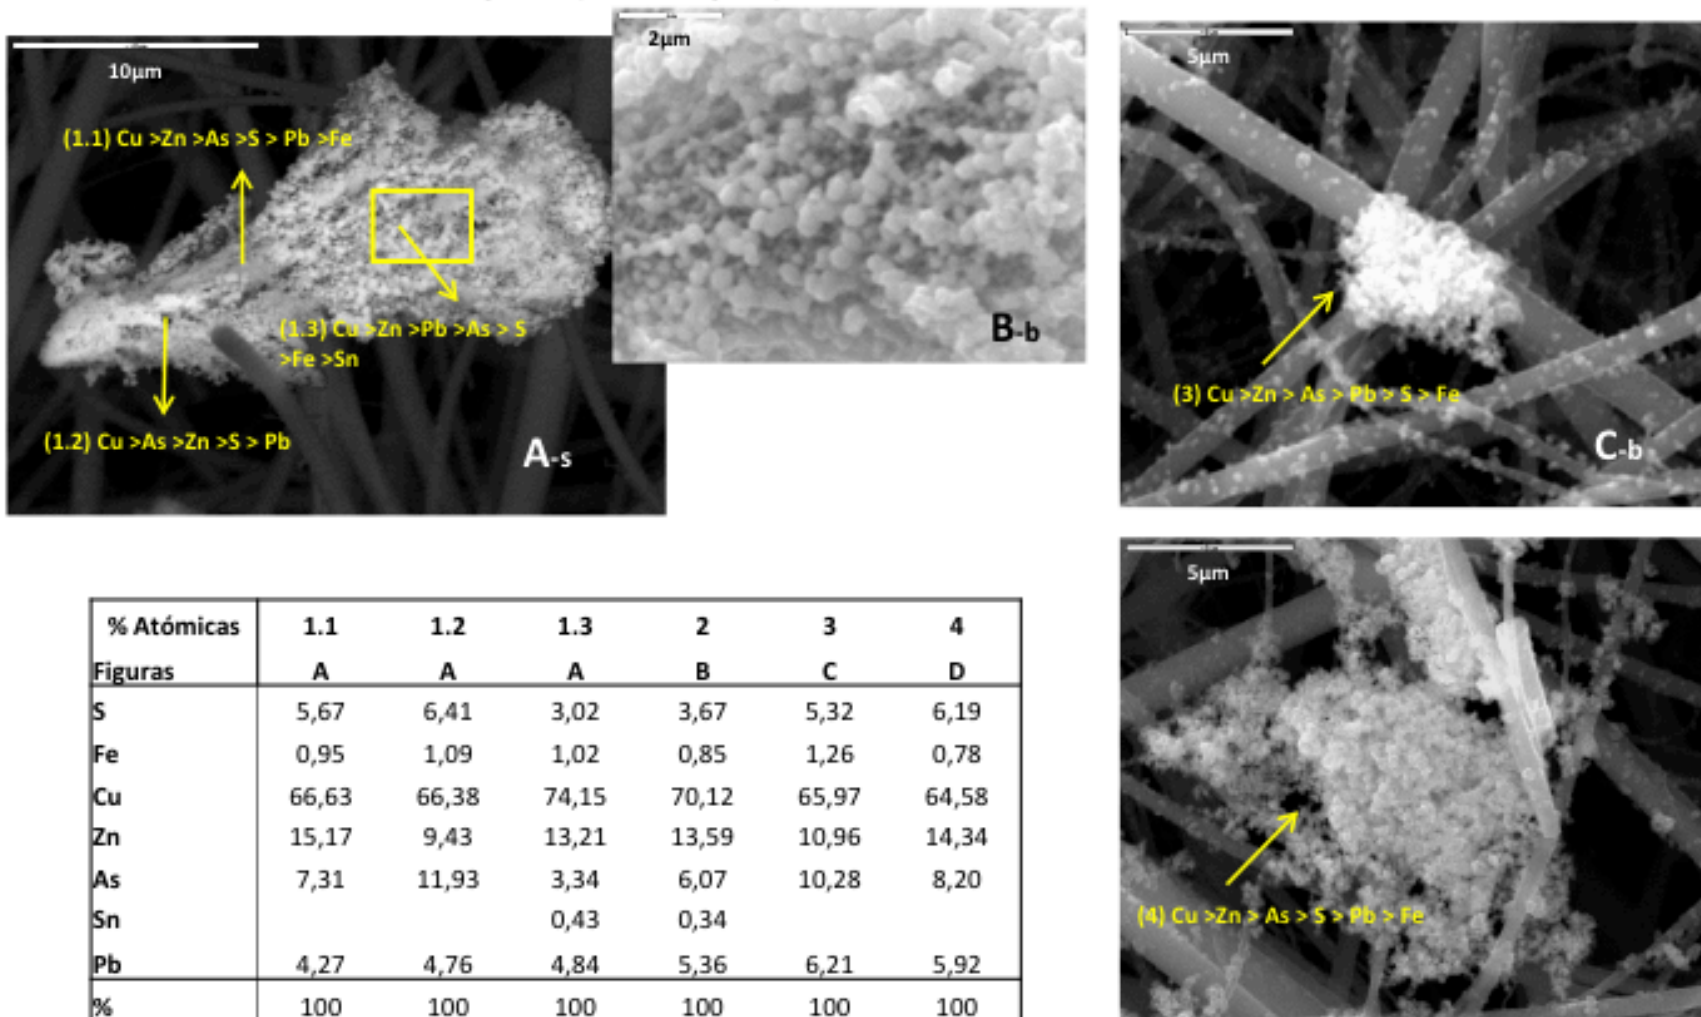 10µm
(1.1) Cu >Zn >As >S > Pb >Fe
(1.3) Cu >Zn >Pb >As > S
>Fe >Sn
(1.2) Cu >As >Zn >S > Pb
A-s
2µm
B-b
5µm
(3) Cu >Zn > As > Pb > S > Fe
C-b
5µm
(4) Cu >Zn > As > S > Pb > Fe
% Atómicas 1.1 1.2 1.3 2 3 4
Figuras A A A B C D
S 5,67 6,41 3,02 3,67 5,32 6,19
Fe 0,95 1,09 1,02 0,85 1,26 0,78
Cu 66,63 66,38 74,15 70,12 65,97 64,58
Zn 15,17 9,43 13,21 13,59 10,96 14,34
As 7,31 11,93 3,34 6,07 10,28 8,20
Sn 0,43 0,34
Pb 4,27 4,76 4,84 5,36 6,21 5,92
% 100 100 100 100 100 100